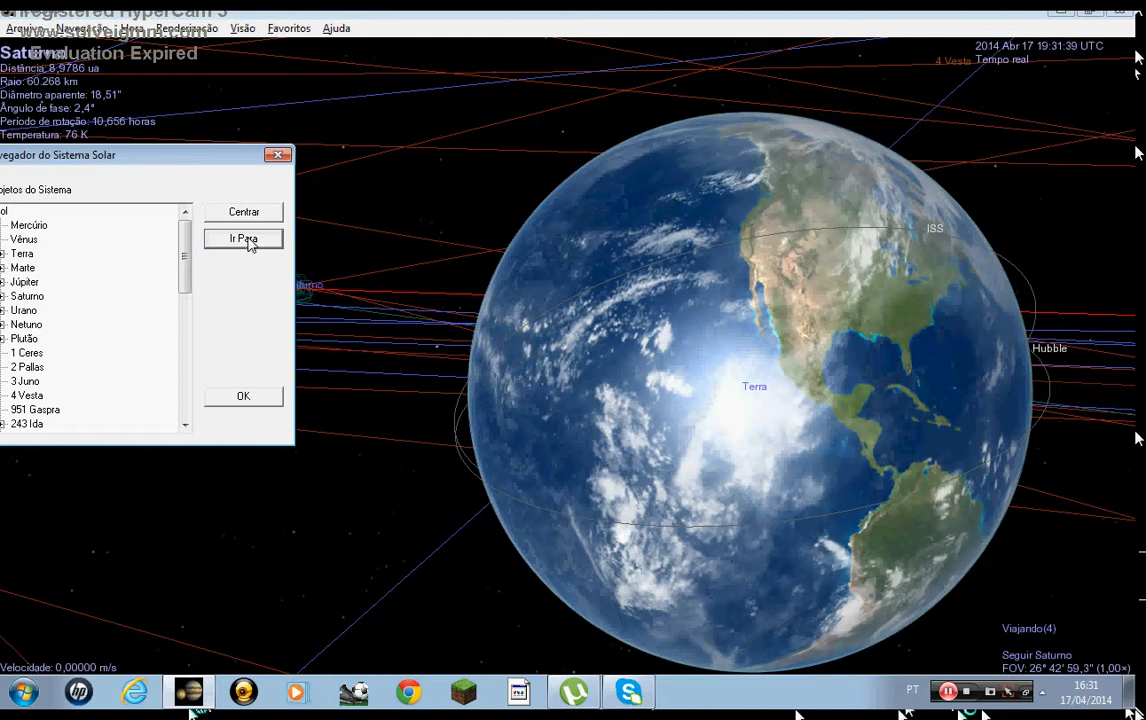 Unregistered HyperCam 3
www.solveigmm.com
Evaluation Expired
Arquivo Navegação Hora Renderização Visão Favoritos Ajuda
Saturno
Distância: 8,9786 ua
Raio: 60.268 km
Diâmetro aparente: 18,51"
Ângulo de fase: 2,4°
Período de rotação: 10,656 horas
Temperatura: 76 K
2014 Abr 17 19:31:39 UTC
Tempo real
4 Vesta
vegador do Sistema Solar
bjetos do Sistema
ol
Mercúrio
Vênus
Terra
Marte
Júpiter
Saturno
Urano
Netuno
Plutão
1 Ceres
2 Pallas
3 Juno
4 Vesta
951 Gaspra
243 Ida
Centrar
Ir Para
OK
urno
ISS
Hubble
Terra
Viajando(4)
Seguir Saturno
FOV: 26° 42' 59,3" (1,00×)
Velocidade: 0,00000 m/s
PT
16:31
17/04/2014